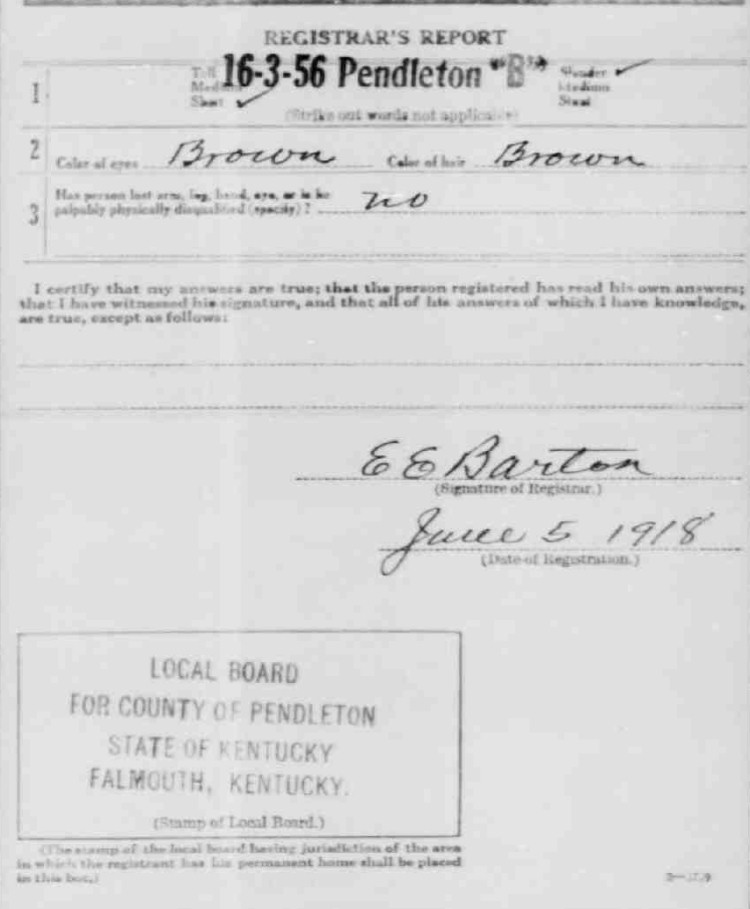 REGISTRAR'S REPORT
1 Tall Medium Short ✓ 16-3-56 Pendleton "B" Slender ✓ Medium Stout
(Strike out words not applicable)
2 Color of eyes Brown Color of hair Brown
3 Has person lost arm, leg, hand, eye, or is he
palpably physically disqualified (specify)? no
I certify that my answers are true; that the person registered has read his own answers;
that I have witnessed his signature, and that all of his answers of which I have knowledge,
are true, except as follows:
E E Barton
(Signature of Registrar.)
June 5 1918
(Date of Registration.)
LOCAL BOARD
FOR COUNTY OF PENDLETON
STATE OF KENTUCKY
FALMOUTH, KENTUCKY.
(Stamp of Local Board.)
(The stamp of the local board having jurisdiction of the area
in which the registrant has his permanent home shall be placed
in this box.)